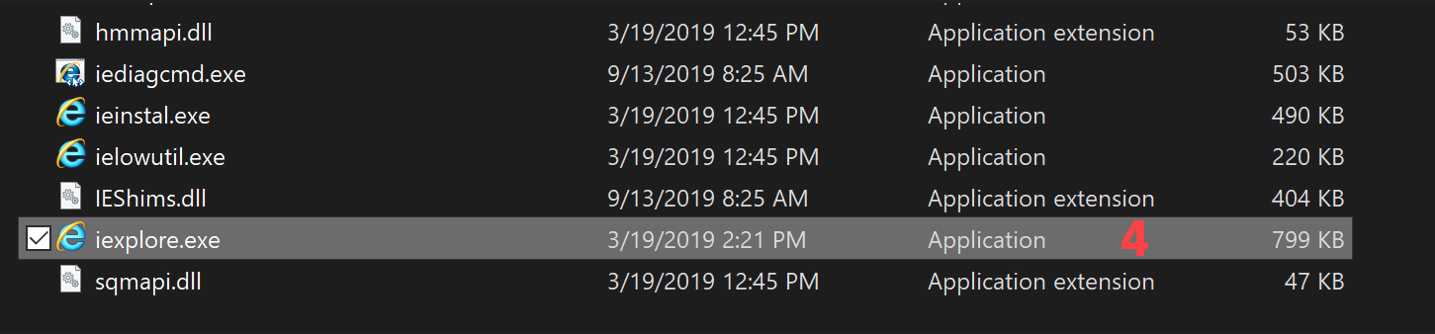 hmmapi.dll 3/19/2019 12:45 PM Application extension 53 KB
iediagcmd.exe 9/13/2019 8:25 AM Application 503 KB
ieinstal.exe 3/19/2019 12:45 PM Application 490 KB
ielowutil.exe 3/19/2019 12:45 PM Application 220 KB
IEShims.dll 9/13/2019 8:25 AM Application extension 404 KB
iexplore.exe 3/19/2019 2:21 PM Application 4 799 KB
sqmapi.dll 3/19/2019 12:45 PM Application extension 47 KB